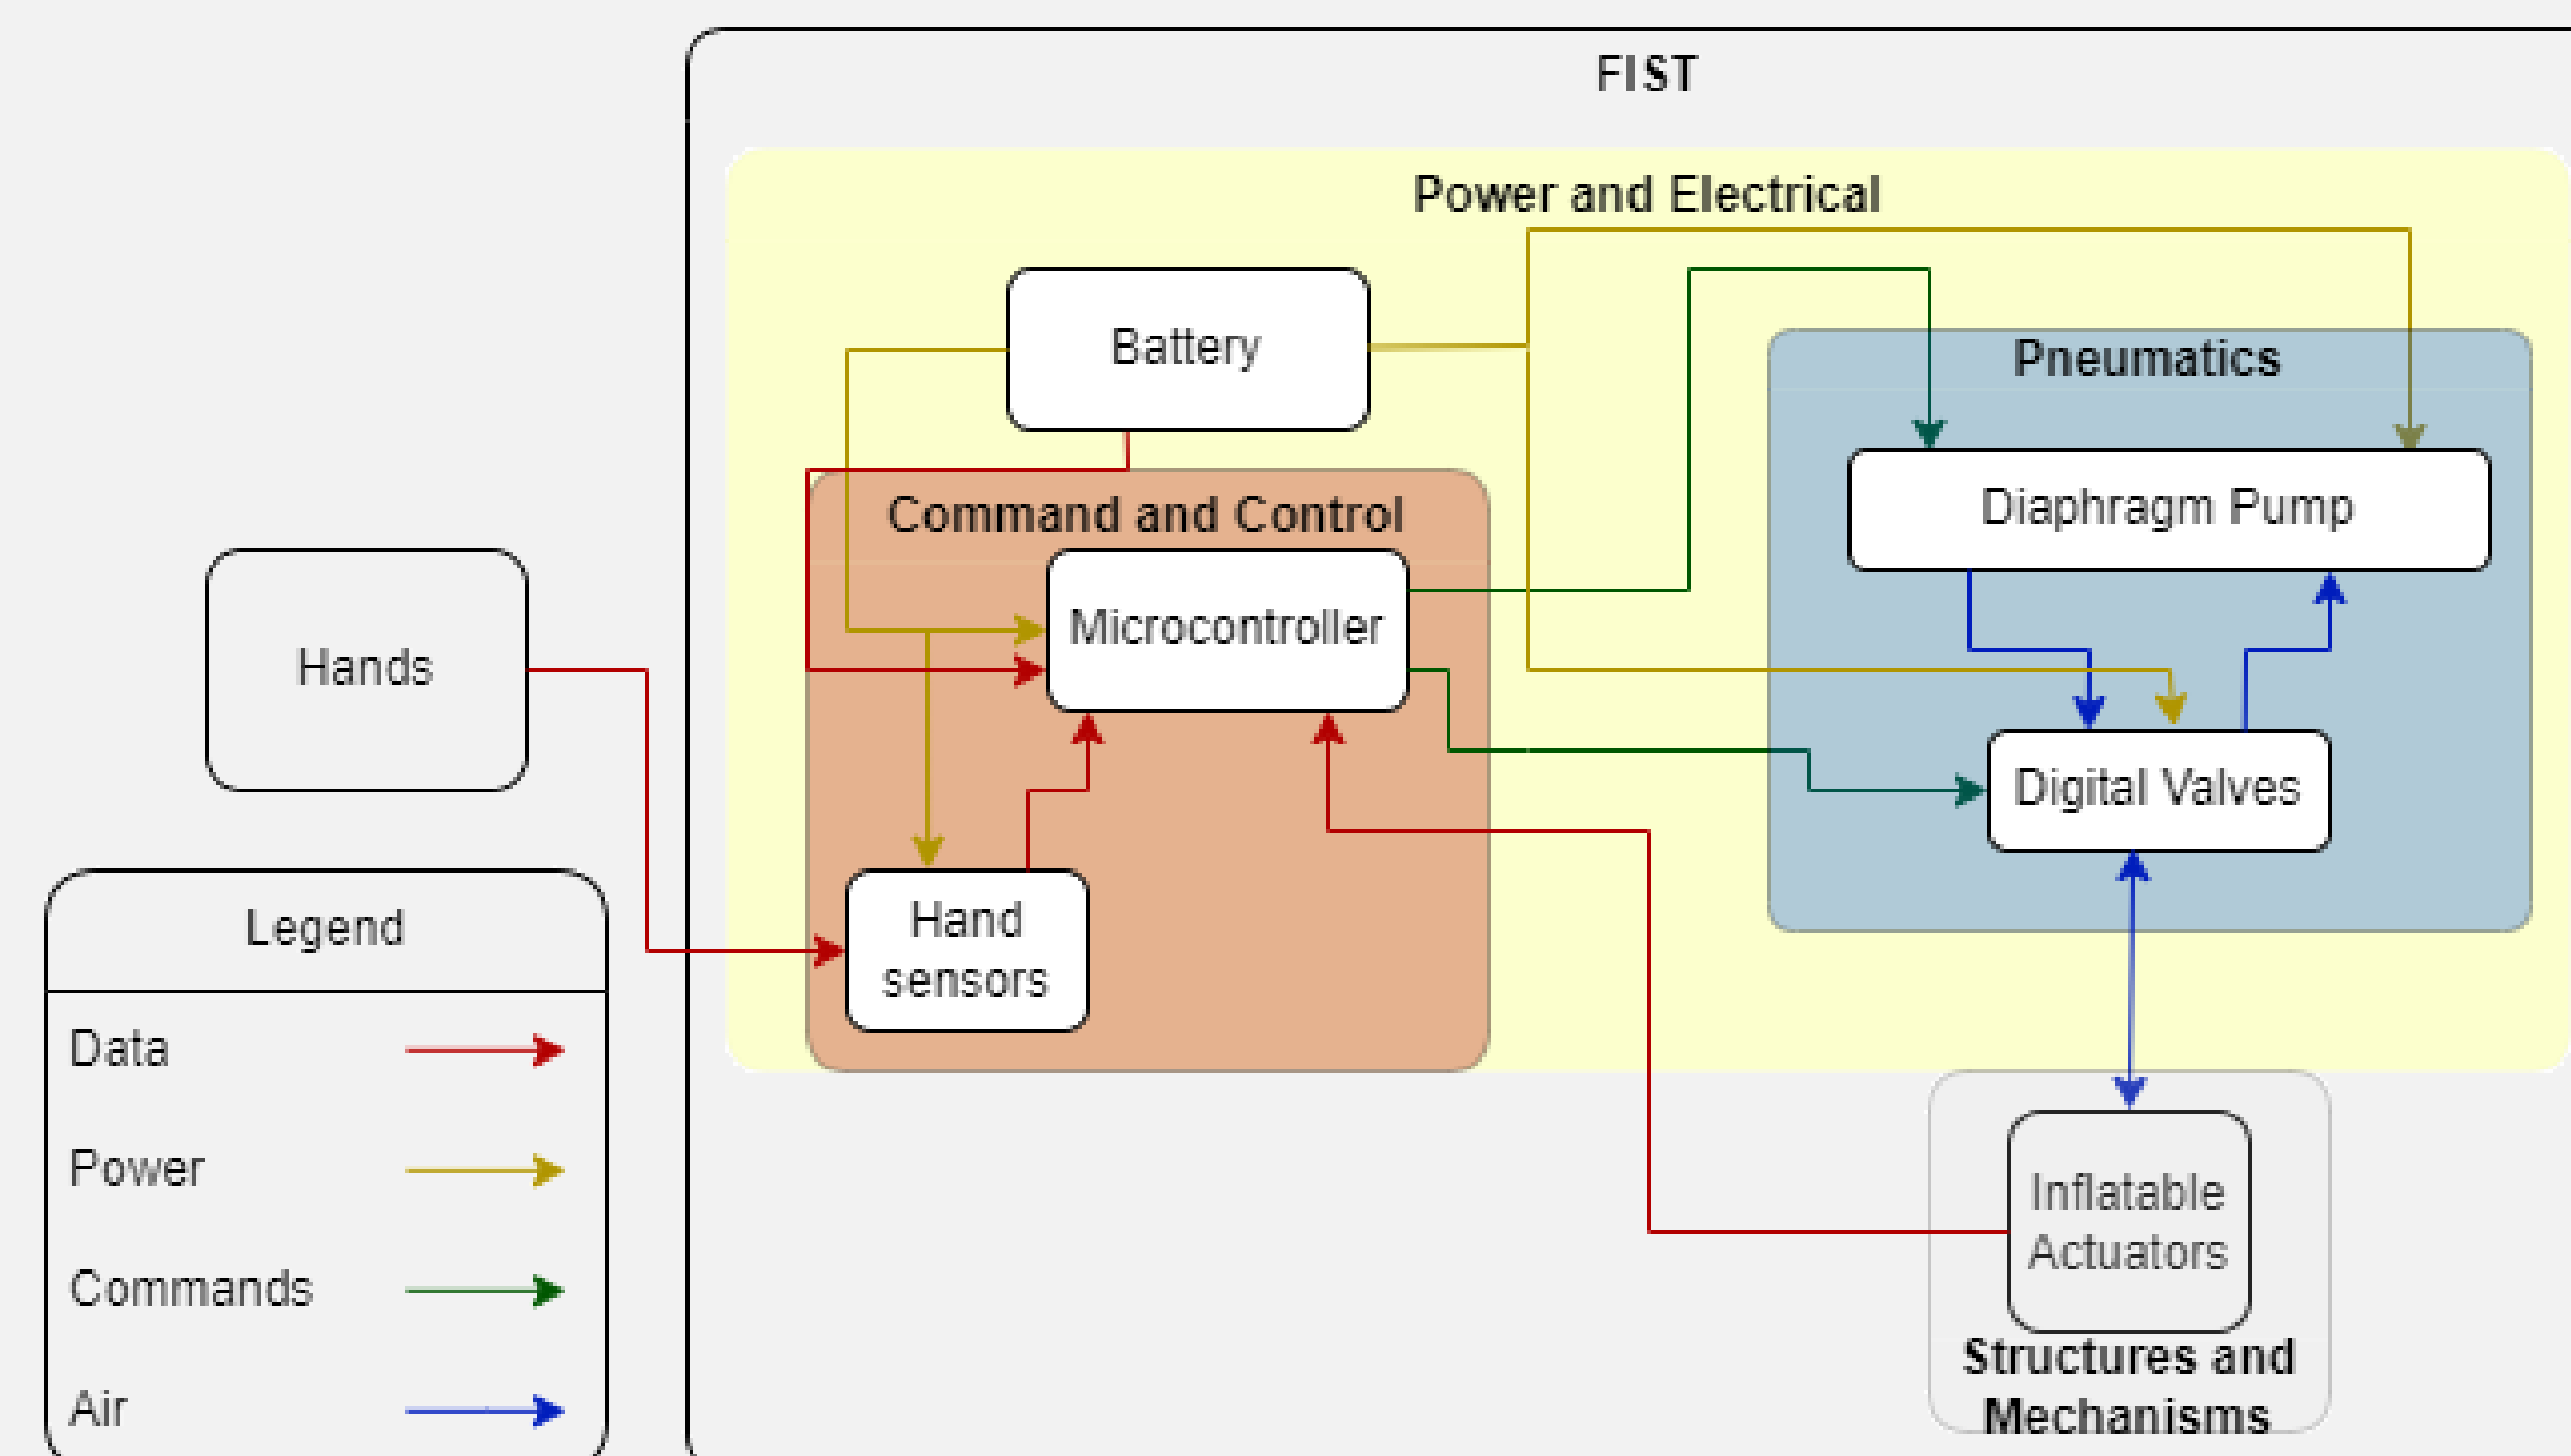 FIST
Power and Electrical
Battery
Pneumatics
Diaphragm Pump
Command and Control
Microcontroller
Hands
Digital Valves
Hand
sensors
Legend
Data
Power
Commands
Air
Inflatable
Actuators
Structures and
Mechanisms